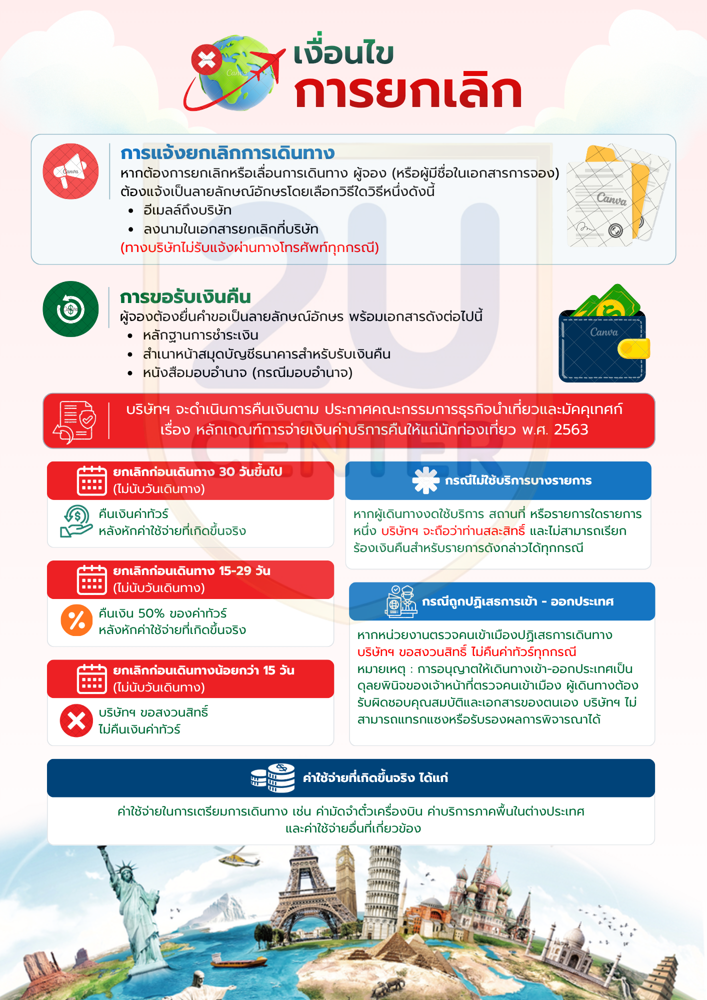 เงื่อนไข
การยกเลิก
การแจ้งยกเลิกการเดินทาง
หากต้องการยกเลิกหรือเลื่อนการเดินทาง ผู้จอง (หรือผู้มีชื่อในเอกสารการจอง)
ต้องแจ้งเป็นลายลักษณ์อักษรโดยเลือกวิธีใดวิธีหนึ่งดังนี้
• อีเมลล์ถึงบริษัท
• ลงนามในเอกสารยกเลิกที่บริษัท
(ทางบริษัทไม่รับแจ้งผ่านทางโทรศัพท์ทุกกรณี)
Canva
Canva
Canva
การขอรับเงินคืน
ผู้จองต้องยื่นคำขอเป็นลายลักษณ์อักษร พร้อมเอกสารดังต่อไปนี้
• หลักฐานการชำระเงิน
• สำเนาหน้าสมุดบัญชีธนาคารสำหรับรับเงินคืน
• หนังสือมอบอำนาจ (กรณีมอบอำนาจ)
Canva
2U
CENTER
บริษัทฯ จะดำเนินการคืนเงินตาม ประกาศคณะกรรมการธุรกิจนำเที่ยวและมัคคุเทศก์
เรื่อง หลักเกณฑ์การจ่ายเงินค่าบริการคืนให้แก่นักท่องเที่ยว พ.ศ. 2563
ยกเลิกก่อนเดินทาง 30 วันขึ้นไป
(ไม่นับวันเดินทาง)
คืนเงินค่าทัวร์
หลังหักค่าใช้จ่ายที่เกิดขึ้นจริง
ยกเลิกก่อนเดินทาง 15-29 วัน
(ไม่นับวันเดินทาง)
คืนเงิน 50% ของค่าทัวร์
หลังหักค่าใช้จ่ายที่เกิดขึ้นจริง
ยกเลิกก่อนเดินทางน้อยกว่า 15 วัน
(ไม่นับวันเดินทาง)
บริษัทฯ ขอสงวนสิทธิ์
ไม่คืนเงินค่าทัวร์
กรณีไม่ใช้บริการบางรายการ
หากผู้เดินทางงดใช้บริการ สถานที่ หรือรายการใดรายการ
หนึ่ง บริษัทฯ จะถือว่าท่านสละสิทธิ์ และไม่สามารถเรียก
ร้องเงินคืนสำหรับรายการดังกล่าวได้ทุกกรณี
กรณีถูกปฏิเสธการเข้า - ออกประเทศ
หากหน่วยงานตรวจคนเข้าเมืองปฏิเสธการเดินทาง
บริษัทฯ ขอสงวนสิทธิ์ ไม่คืนค่าทัวร์ทุกกรณี
หมายเหตุ : การอนุญาตให้เดินทางเข้า-ออกประเทศเป็น
ดุลยพินิจของเจ้าหน้าที่ตรวจคนเข้าเมือง ผู้เดินทางต้อง
รับผิดชอบคุณสมบัติและเอกสารของตนเอง บริษัทฯ ไม่
สามารถแทรกแซงหรือรับรองผลการพิจารณาได้
ค่าใช้จ่ายที่เกิดขึ้นจริง ได้แก่
ค่าใช้จ่ายในการเตรียมการเดินทาง เช่น ค่ามัดจำตั๋วเครื่องบิน ค่าบริการภาคพื้นในต่างประเทศ
และค่าใช้จ่ายอื่นที่เกี่ยวข้อง